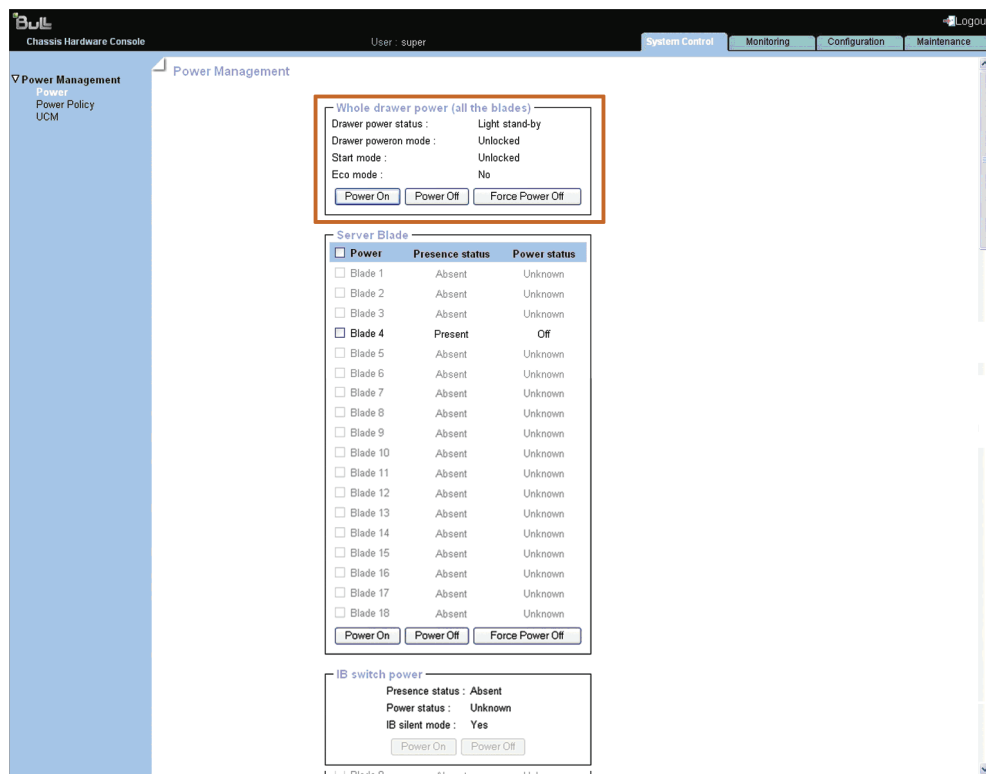 Bull
Logou
Chassis Hardware Console
User : super
System Control
Monitoring
Configuration
Maintenance
Power Management
Power
Power Policy
UCM
Power Management
Whole drawer power (all the blades)
Drawer power status : Light stand-by
Drawer poweron mode : Unlocked
Start mode : Unlocked
Eco mode : No
Power On Power Off Force Power Off
Server Blade
Power Presence status Power status
Blade 1 Absent Unknown
Blade 2 Absent Unknown
Blade 3 Absent Unknown
Blade 4 Present Off
Blade 5 Absent Unknown
Blade 6 Absent Unknown
Blade 7 Absent Unknown
Blade 8 Absent Unknown
Blade 9 Absent Unknown
Blade 10 Absent Unknown
Blade 11 Absent Unknown
Blade 12 Absent Unknown
Blade 13 Absent Unknown
Blade 14 Absent Unknown
Blade 15 Absent Unknown
Blade 16 Absent Unknown
Blade 17 Absent Unknown
Blade 18 Absent Unknown
Power On Power Off Force Power Off
IB switch power
Presence status : Absent
Power status : Unknown
IB silent mode : Yes
Power On Power Off